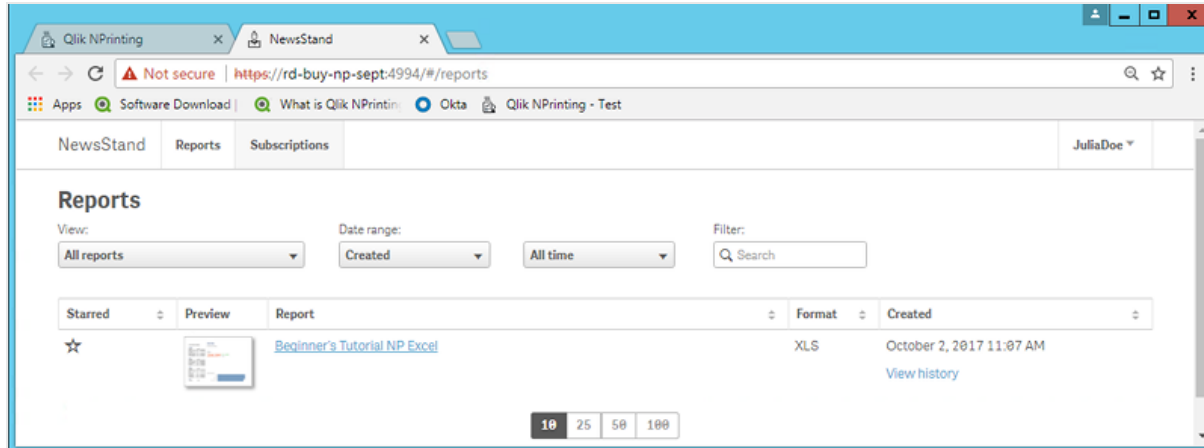 Qlik NPrinting
NewsStand
Not secure | https://rd-buy-np-sept:4994/#/reports
Apps
Software Download |
What is Qlik NPrintin
Okta
Qlik NPrinting - Test
NewsStand
Reports
Subscriptions
JuliaDoe
Reports
View:
Date range:
Filter:
All reports
Created
All time
Search
Starred
Preview
Report
Format
Created
Beginner's Tutorial NP Excel
XLS
October 2, 2017 11:07 AM
View history
10 25 50 100